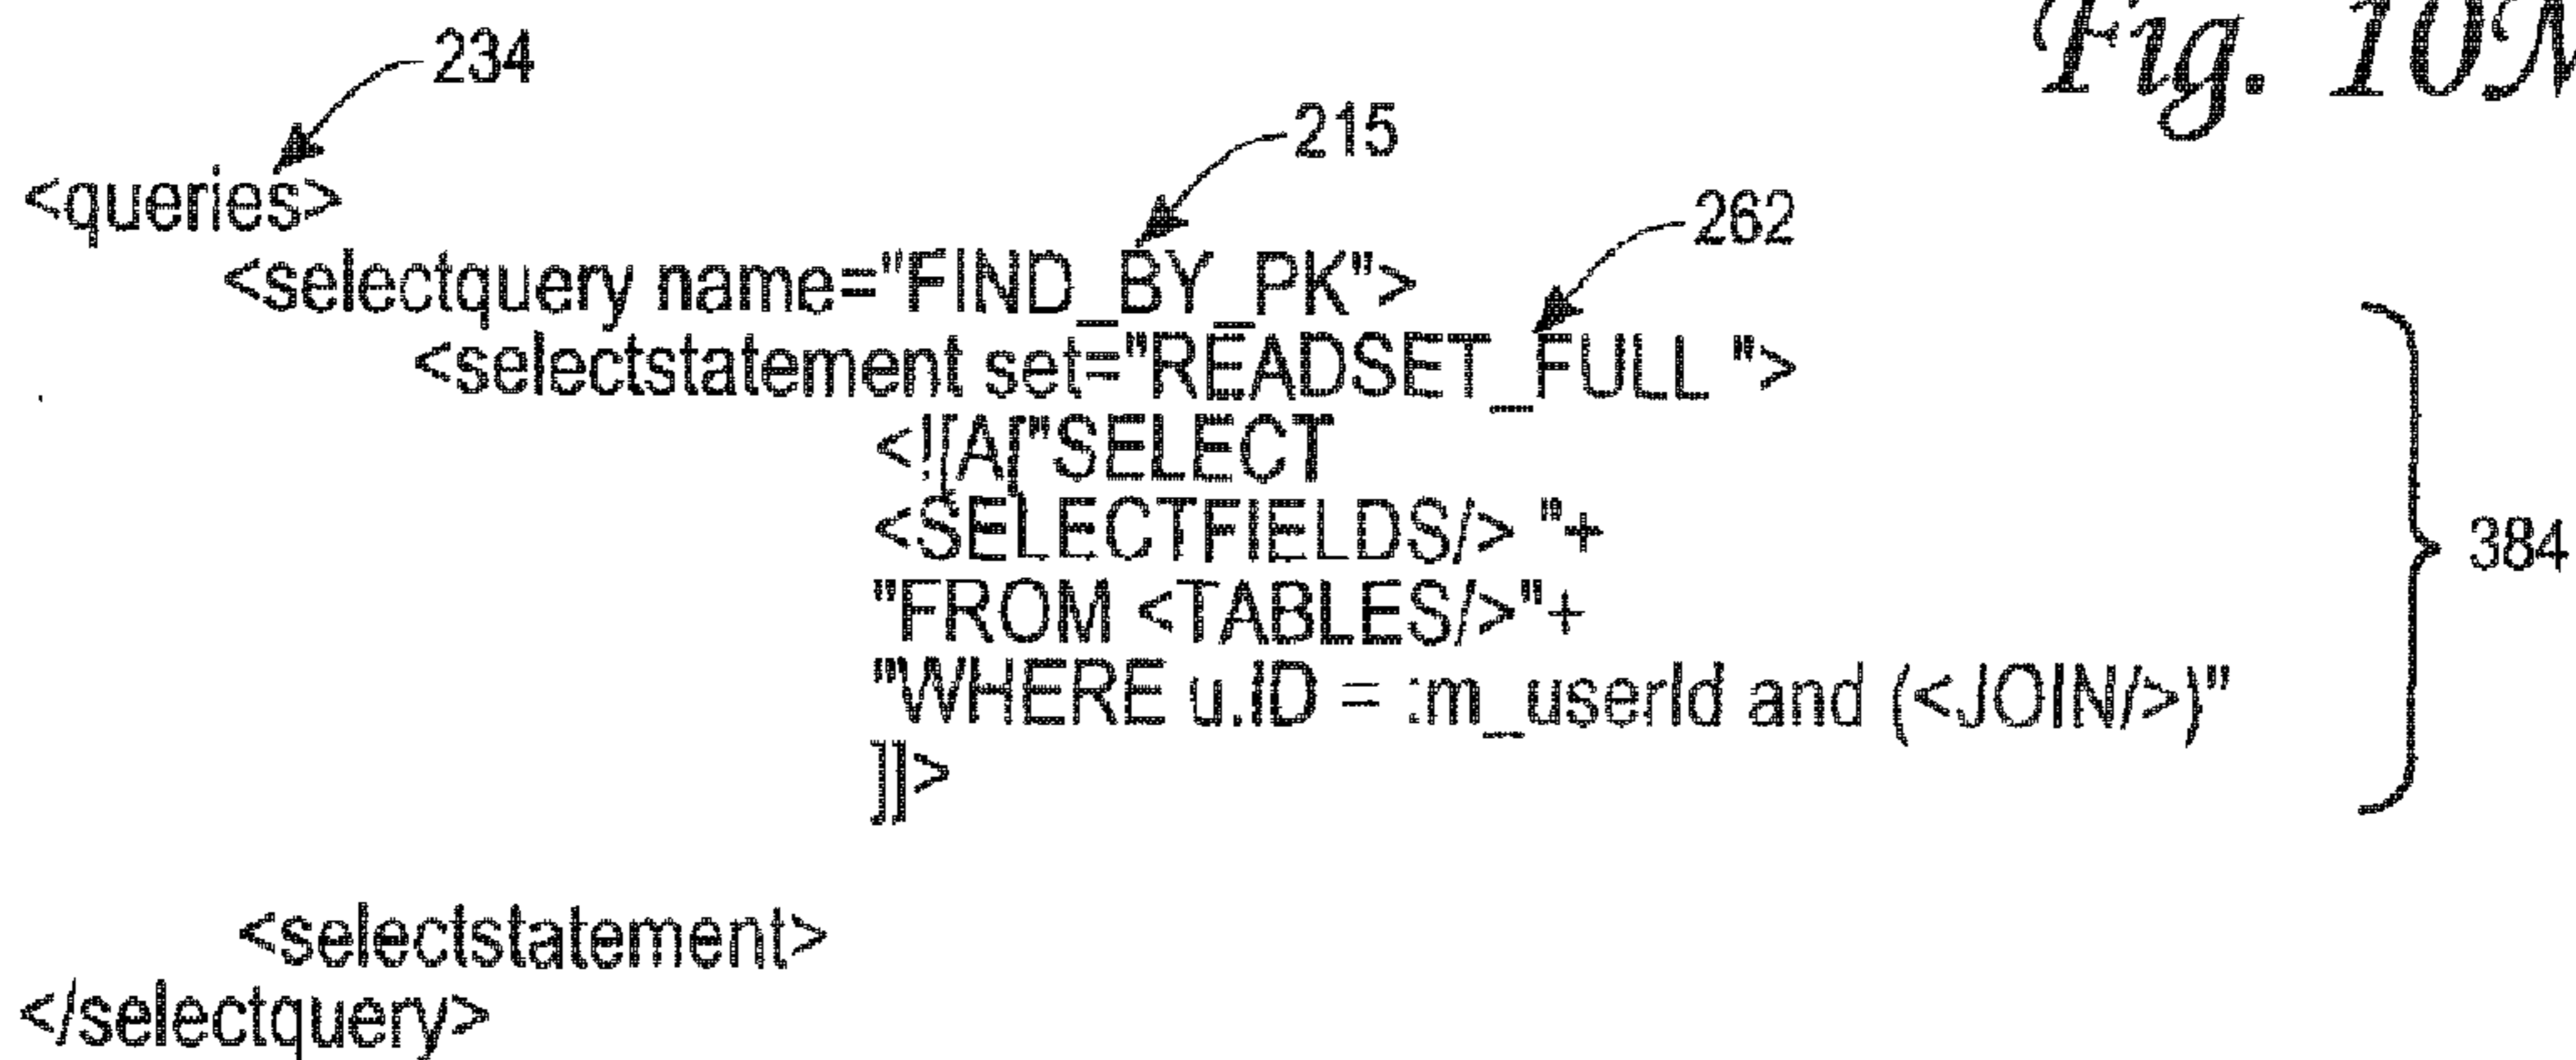 Fig. 10M
234
215
<queries>
262
<selectquery name="FIND_BY_PK">
<selectstatement set="READSET_FULL ">
<![A["SELECT
<SELECTFIELDS/> "+
384
"FROM <TABLES/>"+
"WHERE u.ID = :m_userId and (<JOIN/>)"
]]>
<selectstatement>
</selectquery>